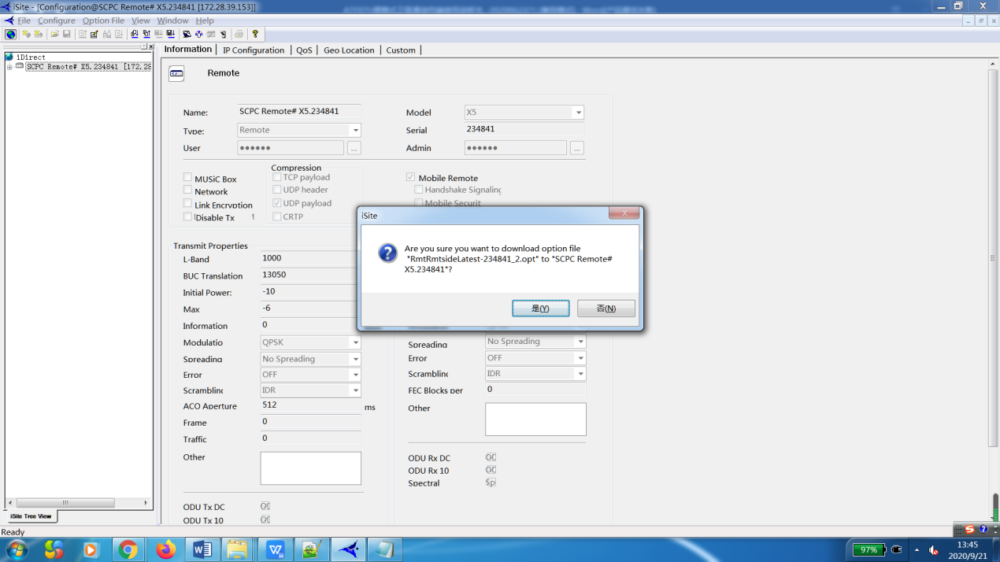 iSite - [Configuration@SCPC Remote# X5.234841 [172.28.39.153]]
File Configure Option File View Window Help
iDirect
SCPC Remote# X5.234841 [172.28
Information IP Configuration QoS Geo Location Custom
Remote
Name: SCPC Remote# X5.234841 Model X5
Type: Remote Serial 234841
User ●●●●●● ... Admin ●●●●●● ...
Compression
MUSiC Box TCP payload Mobile Remote
Network UDP header Handshake Signaling
Link Encryption UDP payload Mobile Securit
Disable Tx CRTP
iSite
Are you sure you want to download option file
"RmtRmtsideLatest-234841_2.opt" to "SCPC Remote#
X5.234841"?
是(Y) 否(N)
Transmit Properties
L-Band 1000
BUC Translation 13050
Initial Power: -10
Max -6
Information 0
Modulatio QPSK
Spreading No Spreading
Error OFF
Scrambling IDR
ACO Aperture 512 ms
Frame 0
Traffic 0
Other
ODU Tx DC
ODU Tx 10
Spreading No Spreading
Error OFF
Scrambling IDR
FEC Blocks per 0
Other
ODU Rx DC
ODU Rx 10
Spectral Sp
iSite Tree View
Ready
97%
13:45
2020/9/21